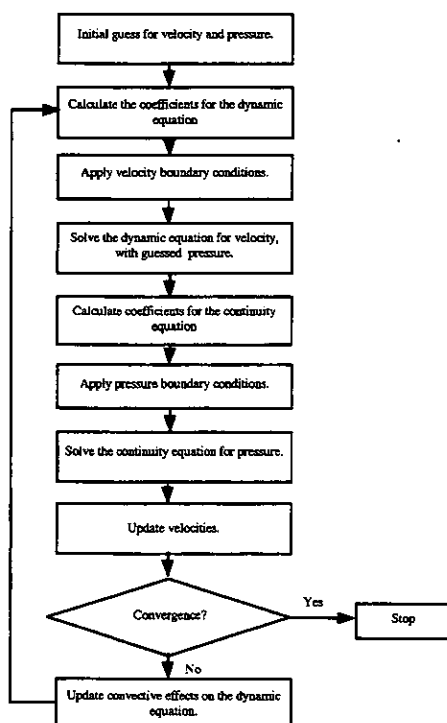 Initial guess for velocity and pressure.
Calculate the coefficients for the dynamic
equation
Apply velocity boundary conditions.
Solve the dynamic equation for velocity,
with guessed pressure.
Calculate coefficients for the continuity
equation
Apply pressure boundary conditions.
Solve the continuity equation for pressure.
Update velocities.
Convergence?
Yes
Stop
No
Update convective effects on the dynamic
equation.